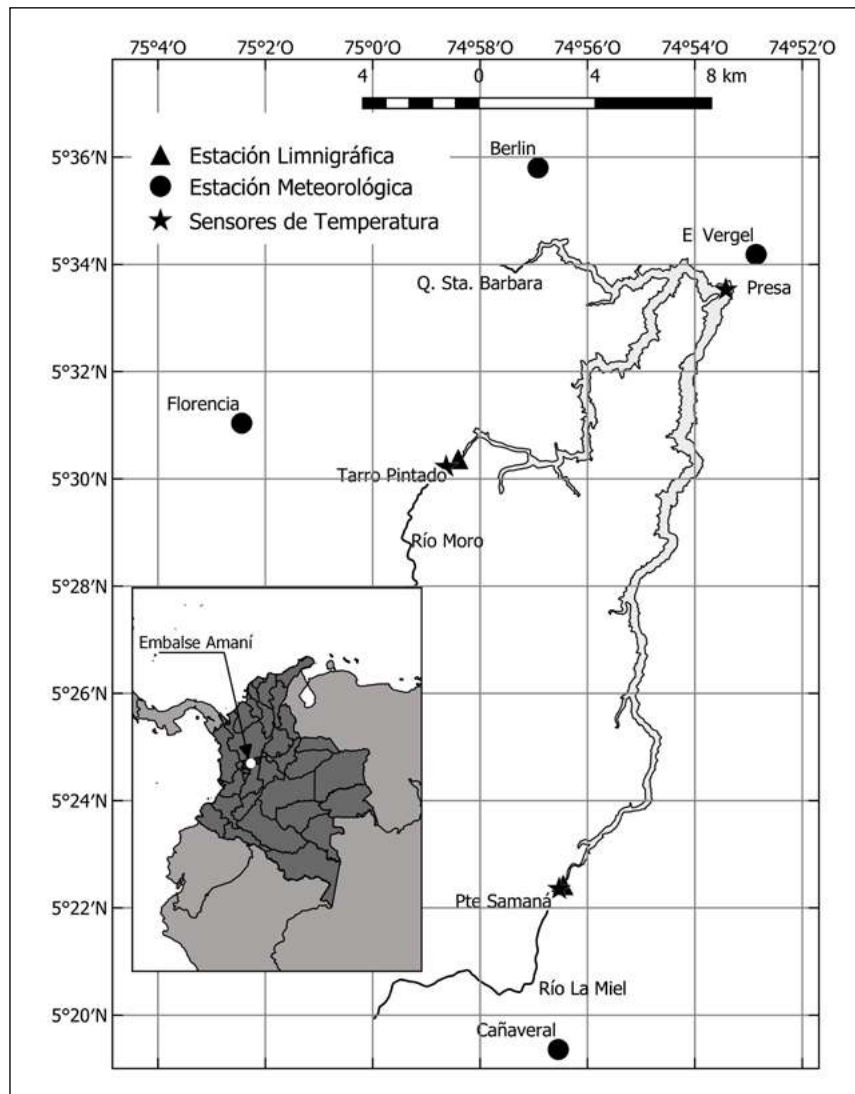 75°4′O 75°2′O 75°0′O 74°58′O 74°56′O 74°54′O 74°52′O
4 0 4 8 km
5°36′N
Berlin
Estación Limnigráfica
Estación Meteorológica
Sensores de Temperatura
E Vergel
5°34′N
Q. Sta. Barbara
Presa
5°32′N
Florencia
5°30′N
Tarro Pintado
Río Moro
5°28′N
Embalse Amaní
5°26′N
5°24′N
Pte Samaná
5°22′N
Río La Miel
5°20′N
Cañaveral